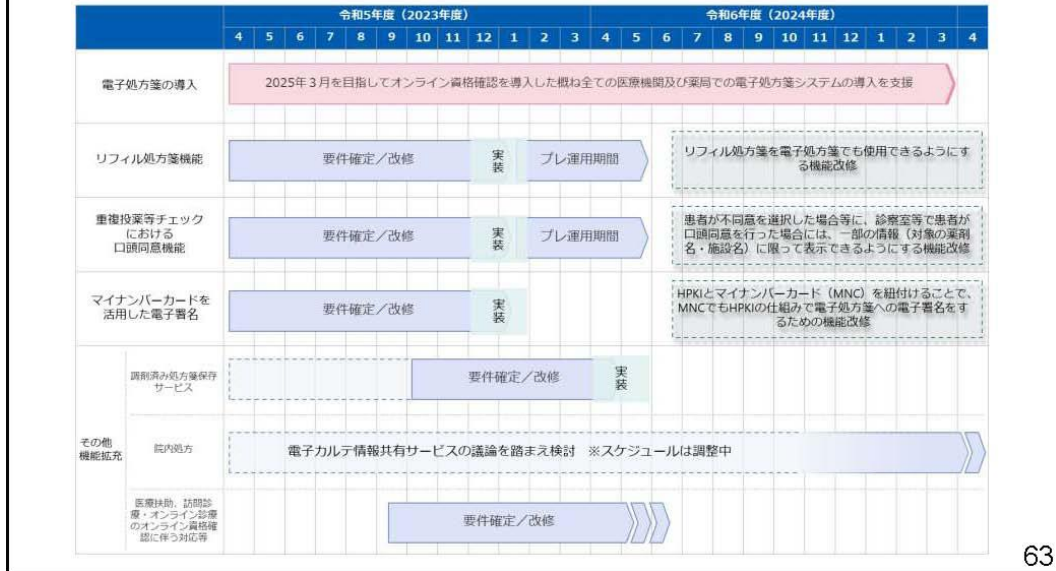 令和5年度（2023年度）
令和6年度（2024年度）
4 5 6 7 8 9 10 11 12 1 2 3 4 5 6 7 8 9 10 11 12 1 2 3 4
電子処方箋の導入
2025年3月を目指してオンライン資格確認を導入した概ね全ての医療機関及び薬局での電子処方箋システムの導入を支援
リフィル処方箋機能
要件確定／改修
実
装
プレ運用期間
リフィル処方箋を電子処方箋でも使用できるようにす
る機能改修
重複投薬等チェック
における
口頭同意機能
要件確定／改修
実
装
プレ運用期間
患者が不同意を選択した場合等に、診察室等で患者が
口頭同意を行った場合には、一部の情報（対象の薬剤
名・施設名）に限って表示できるようにする機能改修
マイナンバーカードを
活用した電子署名
要件確定／改修
実
装
HPKIとマイナンバーカード（MNC）を紐付けることで、
MNCでもHPKIの仕組みで電子処方箋への電子署名をす
るための機能改修
その他
機能拡充
調剤済み処方箋保存
サービス
要件確定／改修
実
装
院内処方
電子カルテ情報共有サービスの議論を踏まえ検討 ※スケジュールは調整中
医療扶助、訪問診
療・オンライン診療
のオンライン資格確
認に伴う対応等
要件確定／改修
63